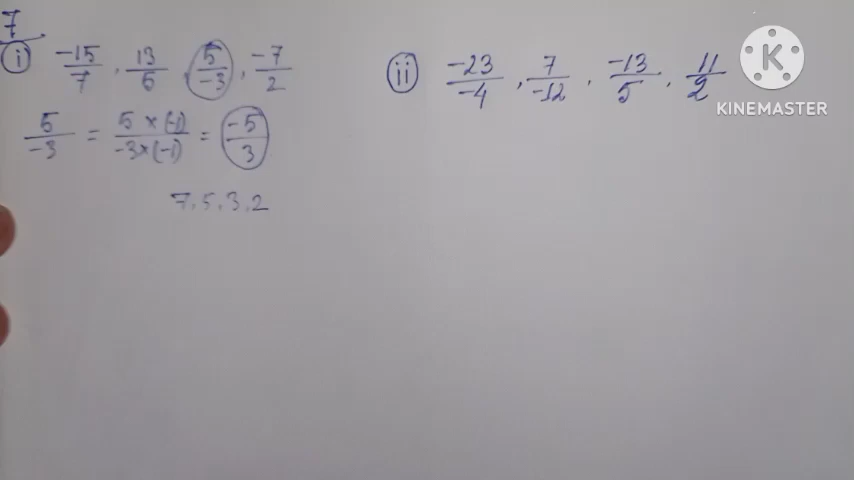 7
(i) -15/7 , 13/5 , 5/-3 , -7/2
5/-3 = 5 × (-1)/-3 × (-1) = -5/3
7, 5, 3, 2
(ii) -23/-4 , 7/-12 , -13/5 , 11/2
KINEMASTER